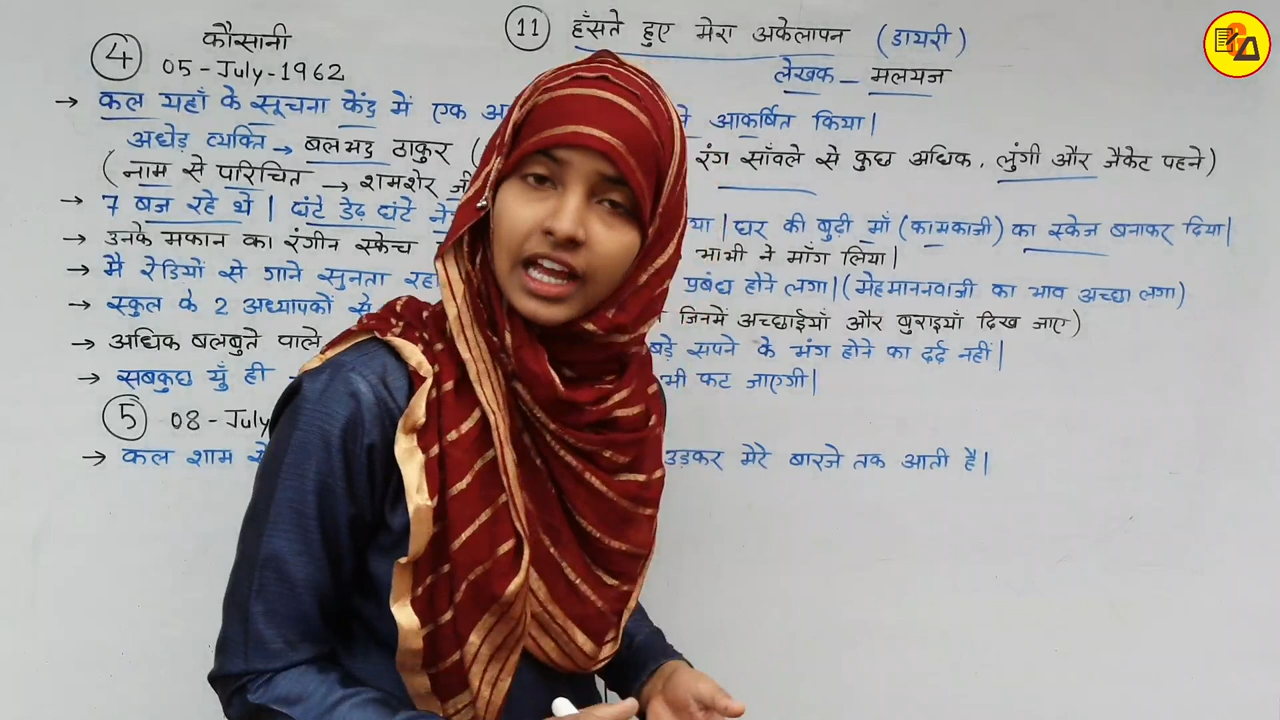 (11) हँसते हुए मेरा अकेलापन (डायरी)
लेखक - मलयज
कौसानी
(4) 05-July-1962
→ कल यहाँ के सूचना केंद्र में एक आकर्षित किया|
अधेड़ व्यक्ति → बलभद्र ठाकुर ( रंग साँवले से कुछ अधिक, लुंगी और जैकेट पहने)
(नाम से परिचित → शमशेर जी
→ 7 बज रहे थे | घंटे डेढ़ घंटे या | घर की बुढी माँ (कामकाजी) का स्केज बनाकर दिया|
→ उनके मकान का रंगीन स्केच भाभी ने माँग लिया|
→ मै रेडियों से गाने सुनता रहा प्रबंध होने लगा| (मेहमाननवाजी का भाव अच्छा लगा)
→ स्कुल के 2 अध्यापकों से जिनमें अच्छाईयाँ और बुराइयाँ दिख जाए)
→ अधिक बलबुते वाले बड़े सपने के भंग होने का दर्द नहीं|
→ सबकुछ युँ ही - भी फट जाएगी|
(5) 08-July
→ कल शाम से उड़कर मेरे बारजे तक आती है|